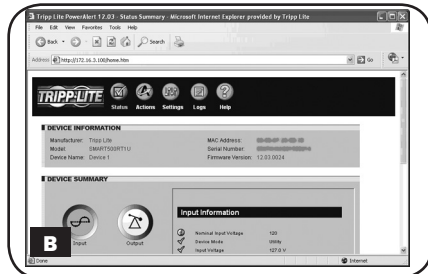 Tripp Lite PowerAlert 12.03 - Status Summary - Microsoft Internet Explorer provided by Tripp Lite
File Edit View Favorites Tools Help
Back Search
Address http://172.16.3.100/home.htm Go
TRIPP·LITE Status Actions Settings Logs Help
DEVICE INFORMATION
Manufacturer: Tripp Lite MAC Address:
Model: SMART500RT1U Serial Number:
Device Name: Device 1 Firmware Version: 12.03.0024
DEVICE SUMMARY
Input Information
Input Output
Nominal Input Voltage 120
Device Mode Utility
Input Voltage 127.0 V
B
Done Internet